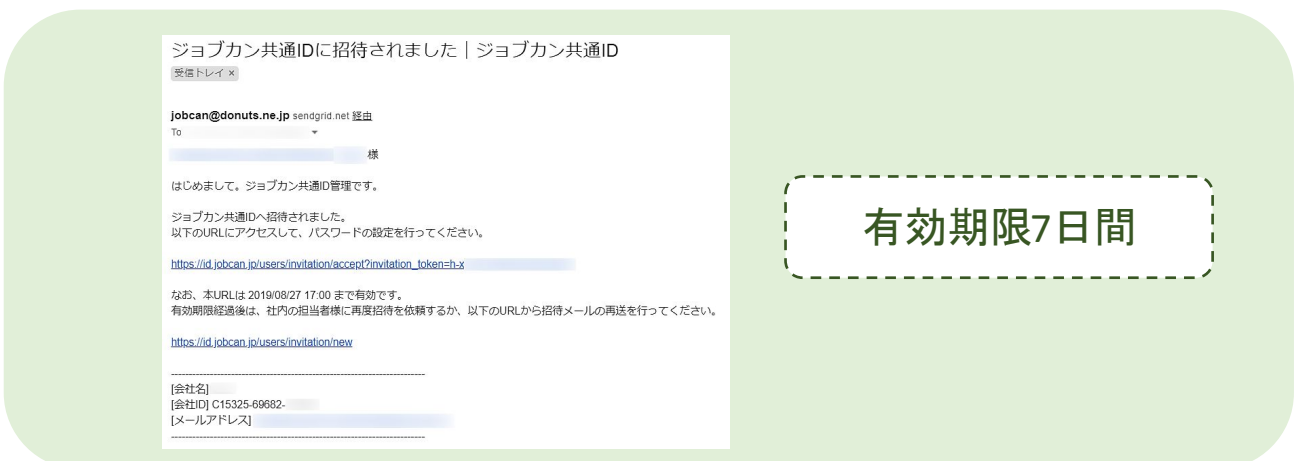 ジョブカン共通IDに招待されました｜ジョブカン共通ID
受信トレイ ×
jobcan@donuts.ne.jp sendgrid.net 経由
To
様
はじめまして。ジョブカン共通ID管理です。
ジョブカン共通IDへ招待されました。
以下のURLにアクセスして、パスワードの設定を行ってください。
https://id.jobcan.jp/users/invitation/accept?invitation_token=h-x
なお、本URLは 2019/08/27 17:00 まで有効です。
有効期限経過後は、社内の担当者様に再度招待を依頼するか、以下のURLから招待メールの再送を行ってください。
https://id.jobcan.jp/users/invitation/new
------------------------------------------------------------------------
[会社名]
[会社ID] C15325-69682-
[メールアドレス]
------------------------------------------------------------------------
有効期限7日間